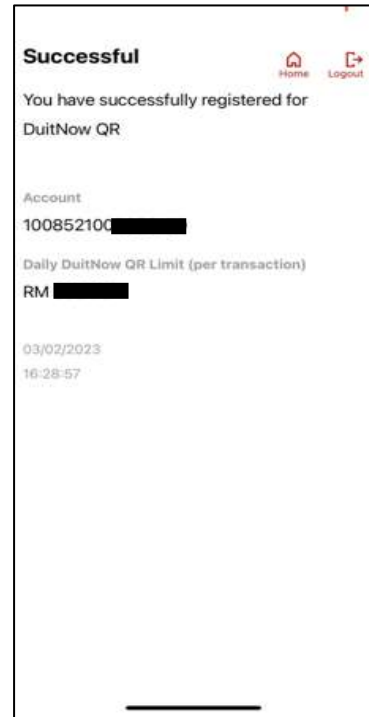 Successful
Home
Logout
You have successfully registered for
DuitNow QR
Account
100852100
Daily DuitNow QR Limit (per transaction)
RM
03/02/2023
16:28:57